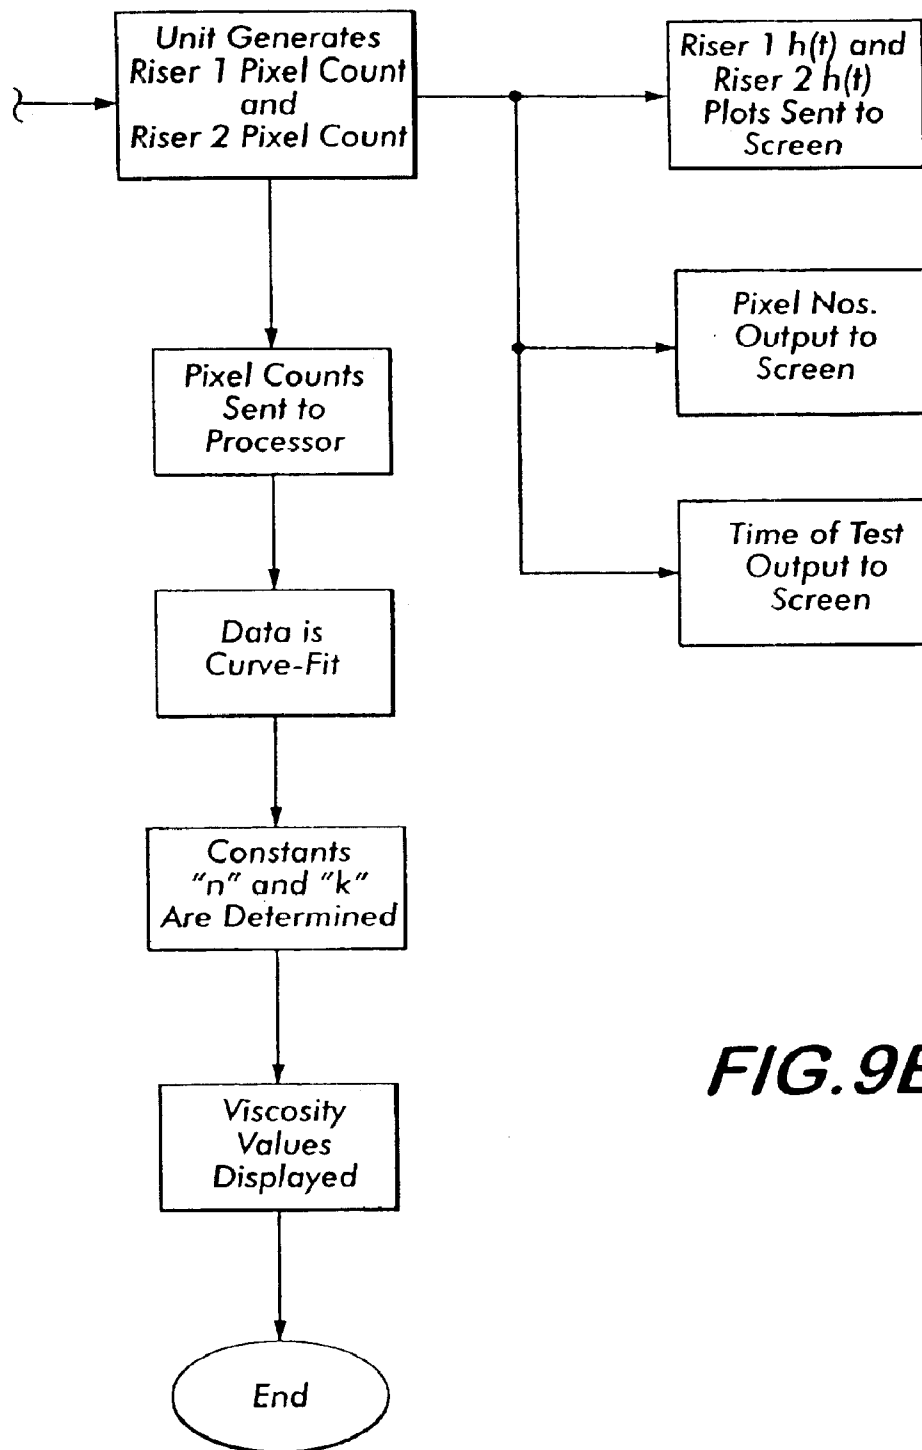 Unit Generates
Riser 1 Pixel Count
and
Riser 2 Pixel Count
Riser 1 h(t) and
Riser 2 h(t)
Plots Sent to
Screen
Pixel Nos.
Output to
Screen
Time of Test
Output to
Screen
Pixel Counts
Sent to
Processor
Data is
Curve-Fit
Constants
"n" and "k"
Are Determined
Viscosity
Values
Displayed
End
FIG.9B